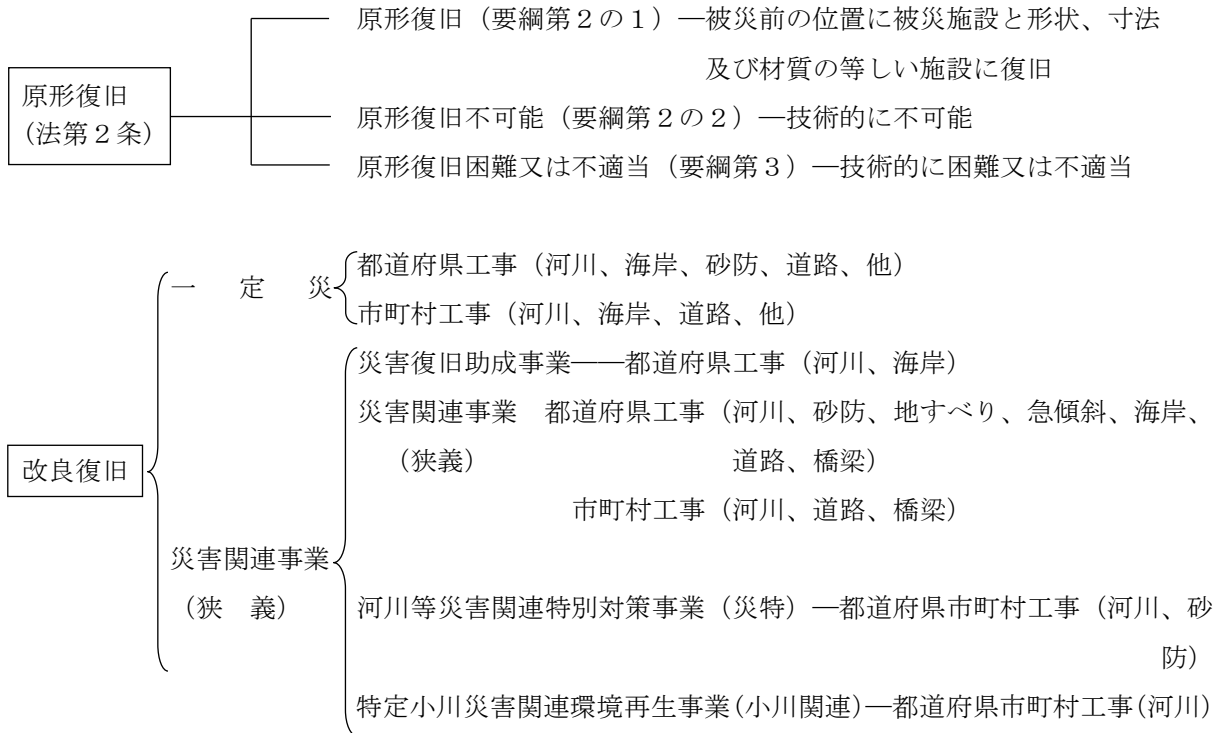 原形復旧（要綱第２の１）―被災前の位置に被災施設と形状、寸法
及び材質の等しい施設に復旧
原形復旧
（法第２条）
原形復旧不可能（要綱第２の２）―技術的に不可能
原形復旧困難又は不適当（要綱第３）―技術的に困難又は不適当
一　定　災
都道府県工事（河川、海岸、砂防、道路、他）
市町村工事（河川、海岸、道路、他）
災害復旧助成事業――都道府県工事（河川、海岸）
災害関連事業　都道府県工事（河川、砂防、地すべり、急傾斜、海岸、
（狭義）　道路、橋梁）
改良復旧
市町村工事（河川、道路、橋梁）
災害関連事業
（狭　義）
河川等災害関連特別対策事業（災特）―都道府県市町村工事（河川、砂
防）
特定小川災害関連環境再生事業(小川関連)―都道府県市町村工事(河川)